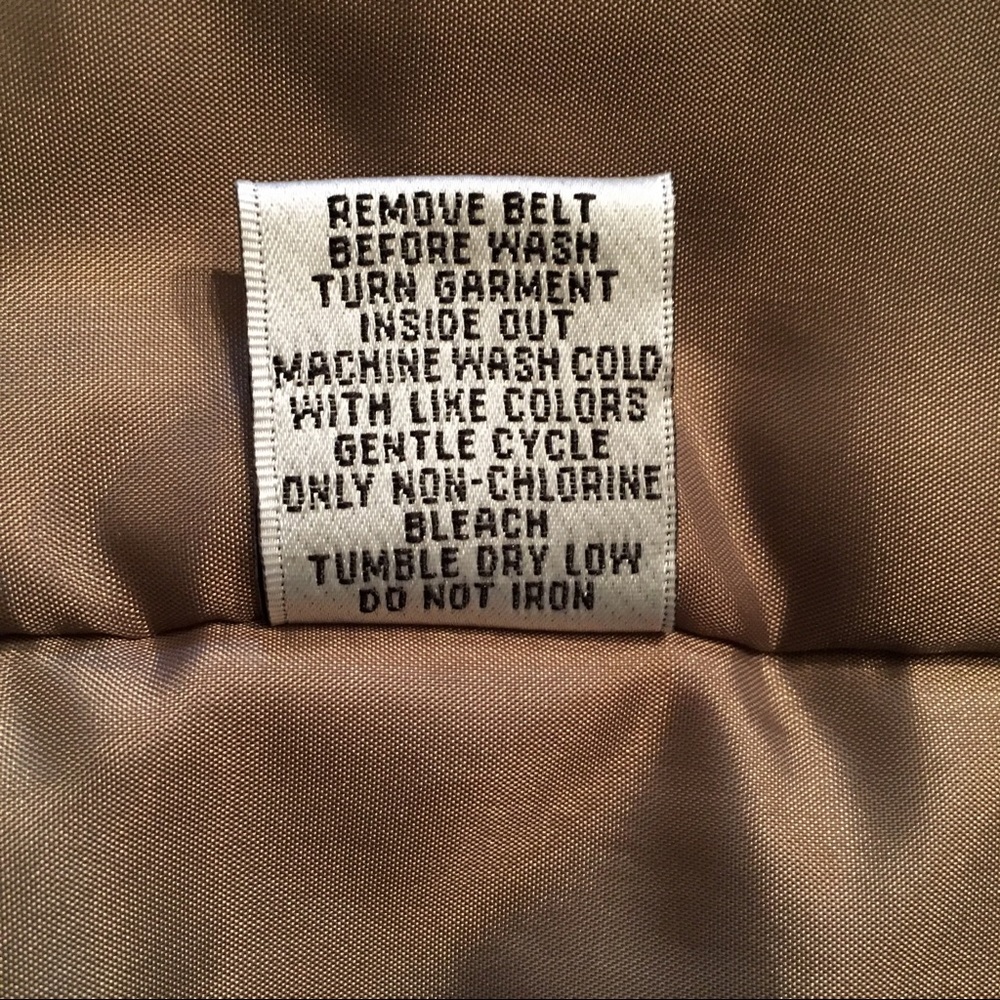 REMOVE BELT
BEFORE WASH
TURN GARMENT
INSIDE OUT
MACHINE WASH COLD
WITH LIKE COLORS
GENTLE CYCLE
ONLY NON-CHLORINE
BLEACH
TUMBLE DRY LOW
DO NOT IRON